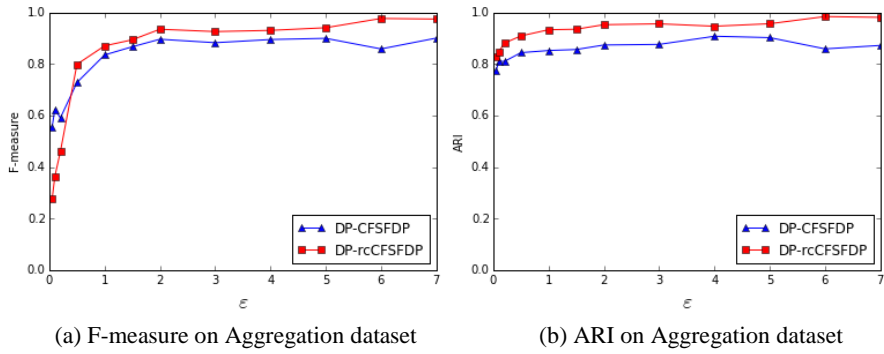 1.0
0.8
0.6
0.4
0.2
0.0
F-measure
0 1 2 3 4 5 6 7
ε
DP-CFSFDP
DP-rcCFSFDP
(a) F-measure on Aggregation dataset
1.0
0.8
0.6
0.4
0.2
0.0
ARI
0 1 2 3 4 5 6 7
ε
DP-CFSFDP
DP-rcCFSFDP
(b) ARI on Aggregation dataset